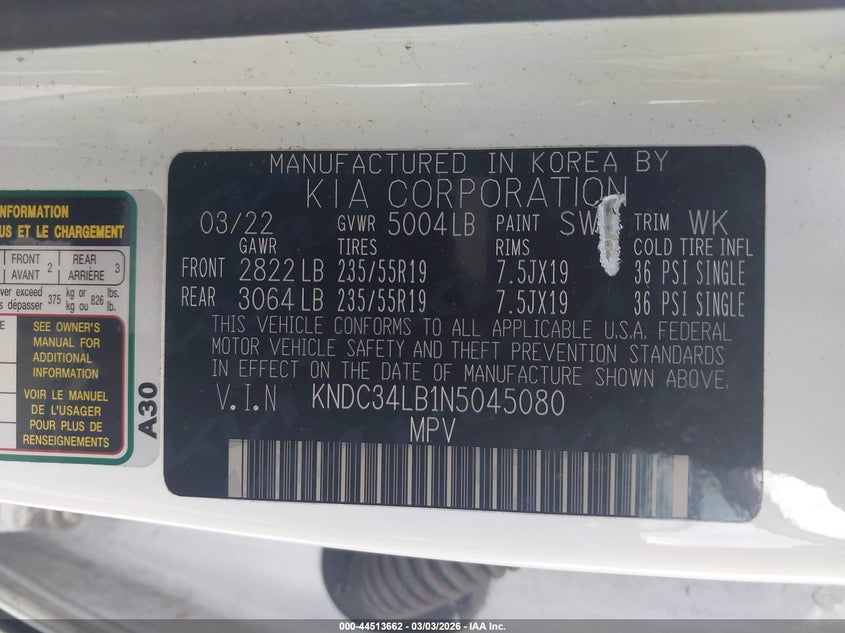 MANUFACTURED IN KOREA BY
KIA CORPORATION
03/22 GVWR 5004LB PAINT SW TRIM WK
GAWR TIRES RIMS COLD TIRE INFL
FRONT 2822 LB 235/55R19 7.5JX19 36 PSI SINGLE
REAR 3064 LB 235/55R19 7.5JX19 36 PSI SINGLE
THIS VEHICLE CONFORMS TO ALL APPLICABLE U.S.A. FEDERAL
MOTOR VEHICLE SAFETY AND THEFT PREVENTION STANDARDS
IN EFFECT ON THE DATE OF MANUFACTURE SHOWN ABOVE.
V.I.N KNDC34LB1N5045080
MPV
INFORMATION
US ET LE CHARGEMENT
FRONT 2 REAR 3
AVANT ARRIÈRE
ver exceed 375 kg or 826 lbs.
dépasser kg ou lb.
SEE OWNER'S
MANUAL FOR
ADDITIONAL
INFORMATION
VOIR LE MANUEL
DE L'USAGER
POUR PLUS DE
RENSEIGNEMENTS
A30
000-44513662 - 03/03/2026 - IAA Inc.